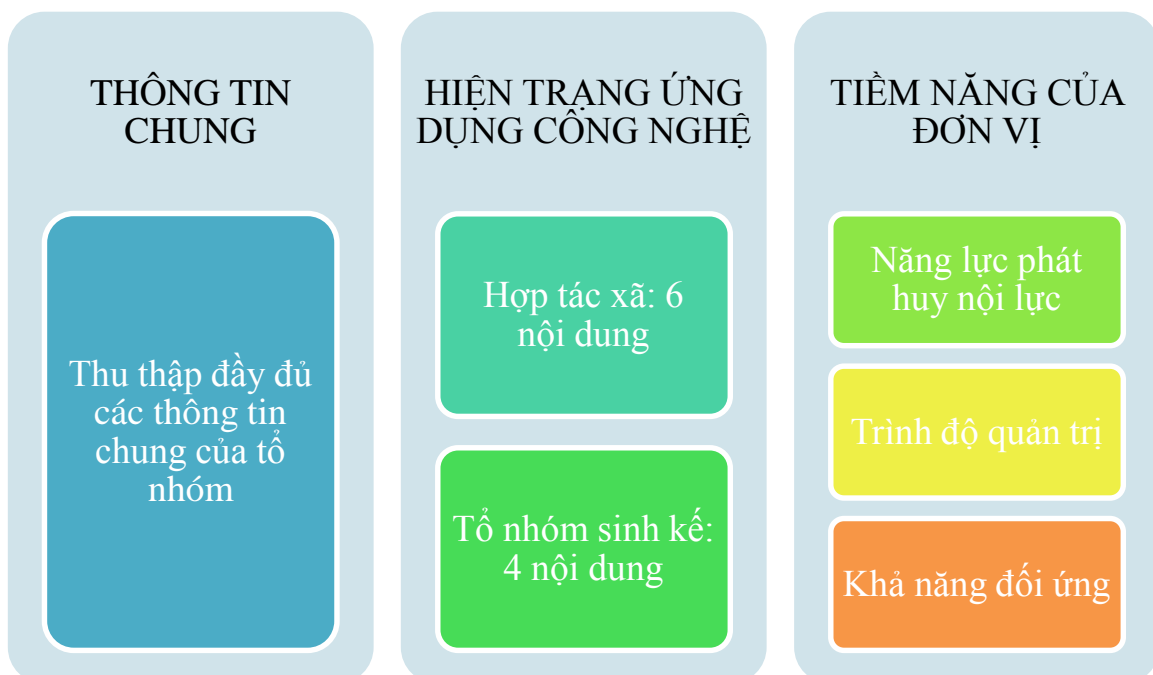 THÔNG TIN
CHUNG
Thu thập đầy đủ
các thông tin
chung của tổ
nhóm
HIỆN TRẠNG ỨNG
DỤNG CÔNG NGHỆ
Hợp tác xã: 6
nội dung
Tổ nhóm sinh kế:
4 nội dung
TIỀM NĂNG CỦA
ĐƠN VỊ
Năng lực phát
huy nội lực
Trình độ quản trị
Khả năng đối ứng